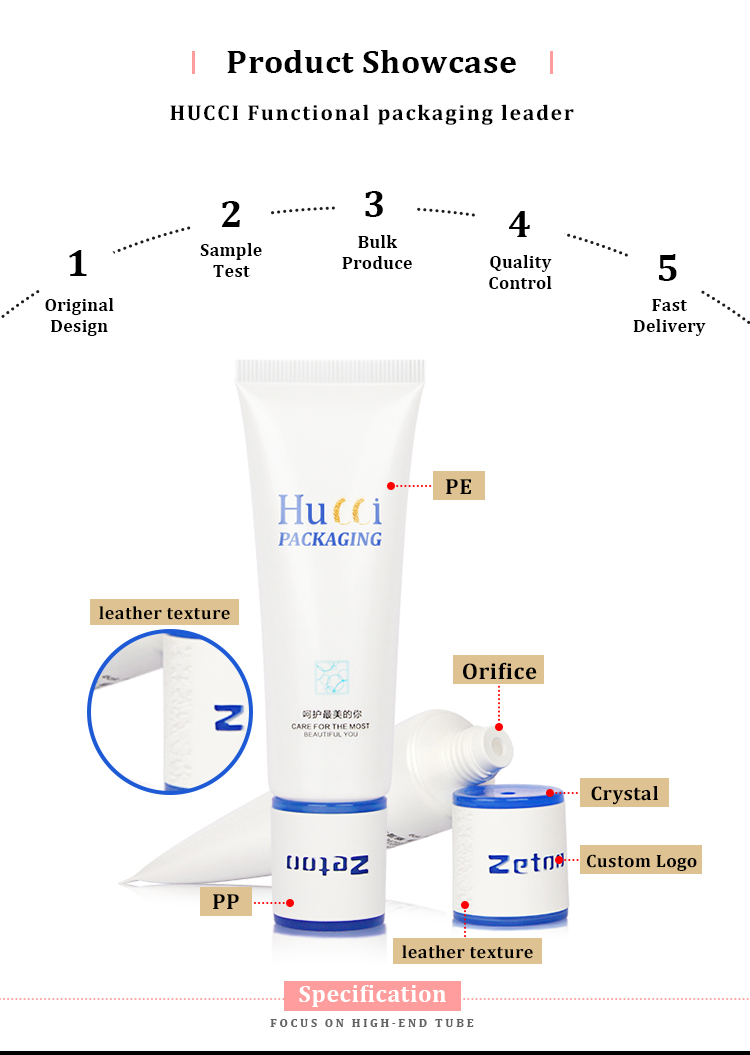 Product Showcase
HUCCI Functional packaging leader
1
Original
Design
2
Sample
Test
3
Bulk
Produce
4
Quality
Control
5
Fast
Delivery
PE
Hucci
PACKAGING
leather texture
Orifice
呵护最美的你
CARE FOR THE MOST
BEAUTIFUL YOU
Z
Crystal
Zeton
Zeton
Custom Logo
PP
leather texture
Specification
FOCUS ON HIGH-END TUBE